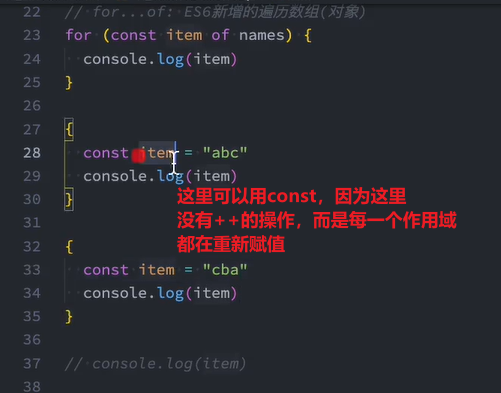 22 // for...of: ES6新增的遍历数组(对象)
23 for (const item of names) {
24 console.log(item)
25 }
26
27 {
28 const item = "abc"
29 console.log(item)
30 }
31
32 {
33 const item = "cba"
34 console.log(item)
35 }
36
37 // console.log(item)
38
这里可以用const，因为这里
没有++的操作，而是每一个作用域
都在重新赋值